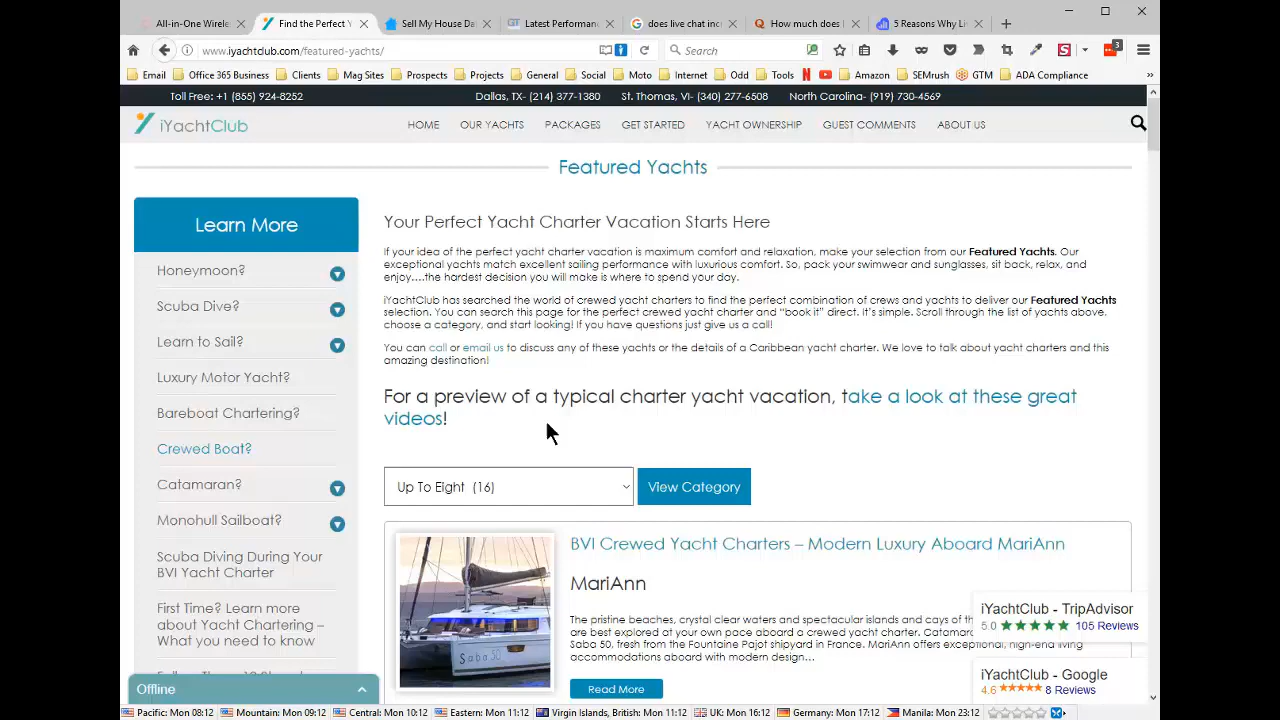 All-in-One Wirele
Find the Perfect Y
Sell My House Da
Latest Performan
does live chat inc
How much does
5 Reasons Why Li
www.iyachtclub.com/featured-yachts/
Search
3
Email
Office 365 Business
Clients
Mag Sites
Prospects
Projects
General
Social
Moto
Internet
Odd
Tools
Amazon
SEMrush
GTM
ADA Compliance
Toll Free: +1 (855) 924-8252
Dallas, TX- (214) 377-1380
St. Thomas, VI- (340) 277-6508
North Carolina- (919) 730-4569
iYachtClub
HOME
OUR YACHTS
PACKAGES
GET STARTED
YACHT OWNERSHIP
GUEST COMMENTS
ABOUT US
Featured Yachts
Learn More
Honeymoon?
Scuba Dive?
Learn to Sail?
Luxury Motor Yacht?
Bareboat Chartering?
Crewed Boat?
Catamaran?
Monohull Sailboat?
Scuba Diving During Your
BVI Yacht Charter
First Time? Learn more
about Yacht Chartering –
What you need to know
Your Perfect Yacht Charter Vacation Starts Here
If your idea of the perfect yacht charter vacation is maximum comfort and relaxation, make your selection from our Featured Yachts. Our
exceptional yachts match excellent sailing performance with luxurious comfort. So, pack your swimwear and sunglasses, sit back, relax, and
enjoy….the hardest decision you will make is where to spend your day.
iYachtClub has searched the world of crewed yacht charters to find the perfect combination of crews and yachts to deliver our Featured Yachts
selection. You can search this page for the perfect crewed yacht charter and “book it” direct. It’s simple. Scroll through the list of yachts above,
choose a category, and start looking! If you have questions just give us a call!
You can call or email us to discuss any of these yachts or the details of a Caribbean yacht charter. We love to talk about yacht charters and this
amazing destination!
For a preview of a typical charter yacht vacation, take a look at these great
videos!
Up To Eight (16)
View Category
BVI Crewed Yacht Charters – Modern Luxury Aboard MariAnn
MariAnn
The pristine beaches, crystal clear waters and spectacular islands and cays of th
are best explored at your own pace aboard a crewed yacht charter. Catamar
Saba 50, fresh from the Fountaine Pajot shipyard in France. MariAnn offers exceptional, high-end living
accommodations aboard with modern design…
Read More
Saba 50
iYachtClub - TripAdvisor
5.0 ★★★★★ 105 Reviews
iYachtClub - Google
4.6 ★★★★★ 8 Reviews
Offline
Pacific: Mon 08:12
Mountain: Mon 09:12
Central: Mon 10:12
Eastern: Mon 11:12
Virgin Islands, British: Mon 11:12
UK: Mon 16:12
Germany: Mon 17:12
Manila: Mon 23:12